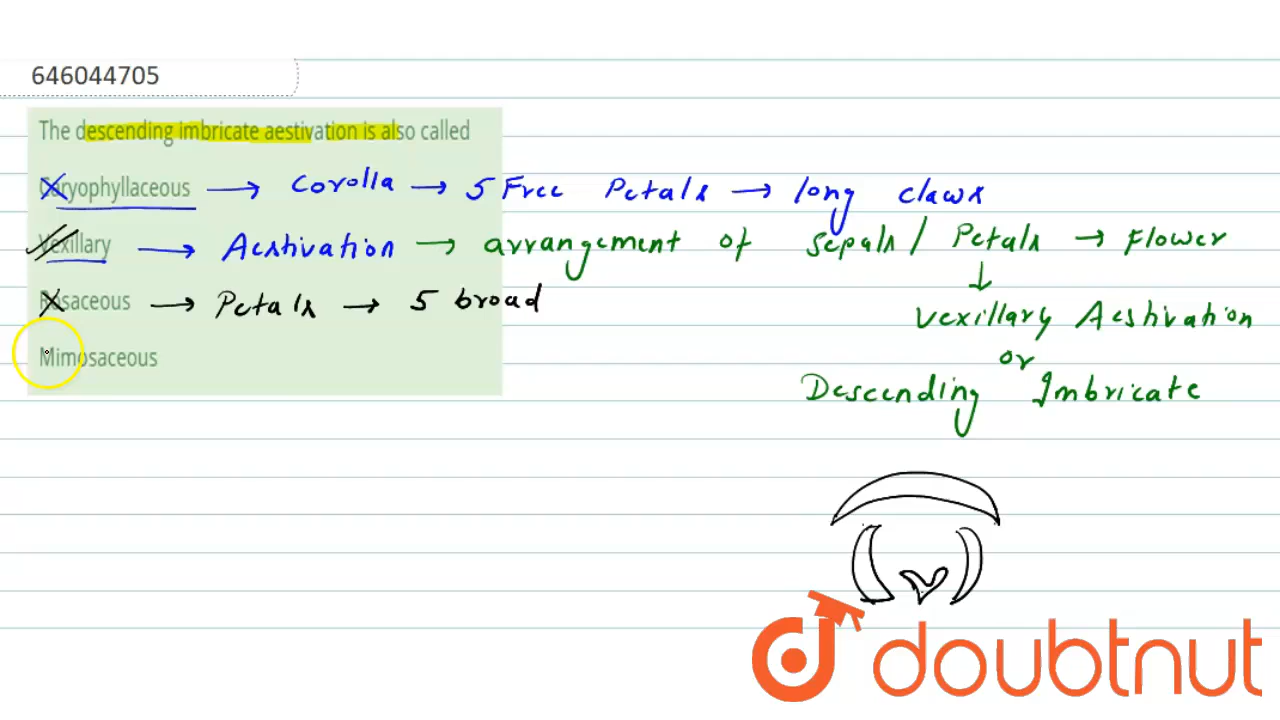 646044705
The descending imbricate aestivation is also called
Caryophyllaceous → Corolla → 5 Free Petals → long claws
Vexillary → Aestivation → arrangement of sepals / Petals → Flower
↓
Vexillary Aestivation
or
Descending Imbricate
Rosaceous → Petals → 5 broad
Mimosaceous
doubtnut